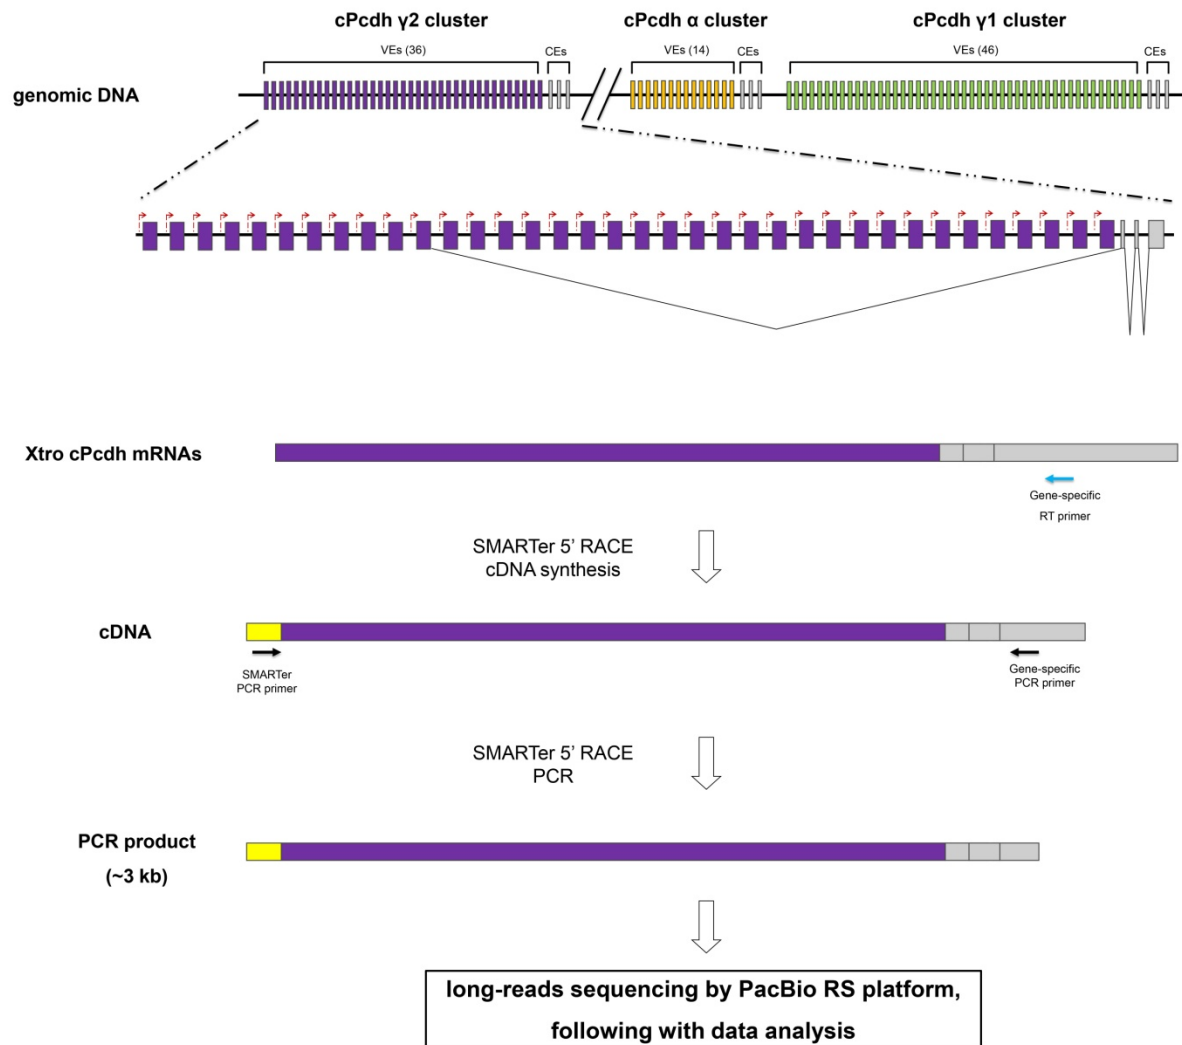 cPcdh γ2 cluster
cPcdh α cluster
cPcdh γ1 cluster
VEs (36)
CEs
VEs (14)
CEs
VEs (46)
CEs
genomic DNA
Xtro cPcdh mRNAs
Gene-specific
RT primer
SMARTer 5’ RACE
cDNA synthesis
cDNA
SMARTer
PCR primer
Gene-specific
PCR primer
SMARTer 5’ RACE
PCR
PCR product
(~3 kb)
long-reads sequencing by PacBio RS platform,
following with data analysis